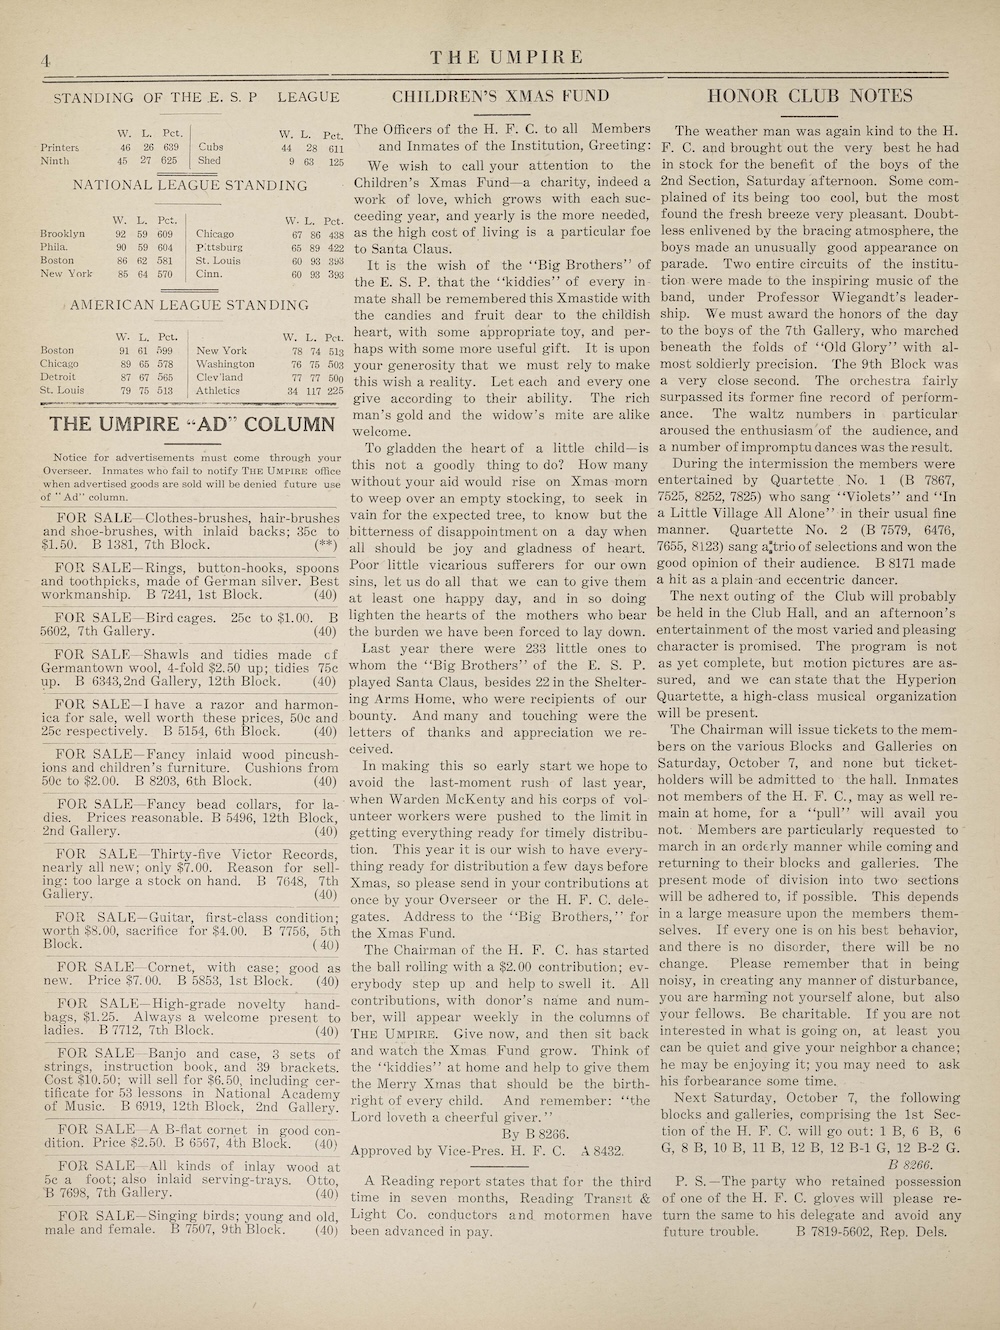 4
THE UMPIRE
STANDING OF THE E. S. P LEAGUE
W. L. Pct. W. L. Pct.
Printers 46 26 639 Cubs 44 28 611
Ninth 45 27 625 Shed 9 63 125
NATIONAL LEAGUE STANDING
W. L. Pct. W. L. Pct.
Brooklyn 92 59 609 Chicago 67 86 438
Phila. 90 59 604 Pittsburg 65 89 422
Boston 86 62 581 St. Louis 60 93 393
New York 85 64 570 Cinn. 60 93 393
AMERICAN LEAGUE STANDING
W. L. Pct. W. L. Pct.
Boston 91 61 599 New York 78 74 513
Chicago 89 65 578 Washington 76 75 503
Detroit 87 67 565 Clev'land 77 77 500
St. Louis 79 75 513 Athletics 34 117 225
THE UMPIRE "AD" COLUMN
Notice for advertisements must come through your
Overseer. Inmates who fail to notify THE UMPIRE office
when advertised goods are sold will be denied future use
of "Ad" column.
FOR SALE—Clothes-brushes, hair-brushes
and shoe-brushes, with inlaid backs; 35c to
$1.50. B 1381, 7th Block. (**)
FOR SALE—Rings, button-hooks, spoons
and toothpicks, made of German silver. Best
workmanship. B 7241, 1st Block. (40)
FOR SALE—Bird cages. 25c to $1.00. B
5602, 7th Gallery. (40)
FOR SALE—Shawls and tidies made of
Germantown wool, 4-fold $2.50 up; tidies 75c
up. B 6343,2nd Gallery, 12th Block. (40)
FOR SALE—I have a razor and harmon-
ica for sale, well worth these prices, 50c and
25c respectively. B 5154, 6th Block. (40)
FOR SALE—Fancy inlaid wood pincush-
ions and children's furniture. Cushions from
50c to $2.00. B 8203, 6th Block. (40)
FOR SALE—Fancy bead collars, for la-
dies. Prices reasonable. B 5496, 12th Block,
2nd Gallery. (40)
FOR SALE—Thirty-five Victor Records,
nearly all new; only $7.00. Reason for sell-
ing: too large a stock on hand. B 7648, 7th
Gallery. (40)
FOR SALE—Guitar, first-class condition;
worth $8.00, sacrifice for $4.00. B 7756, 5th
Block. (40)
FOR SALE—Cornet, with case; good as
new. Price $7.00. B 5853, 1st Block. (40)
FOR SALE—High-grade novelty hand-
bags, $1.25. Always a welcome present to
ladies. B 7712, 7th Block. (40)
FOR SALE—Banjo and case, 3 sets of
strings, instruction book, and 39 brackets.
Cost $10.50; will sell for $6.50, including cer-
tificate for 53 lessons in National Academy
of Music. B 6919, 12th Block, 2nd Gallery.
FOR SALE—A B-flat cornet in good con-
dition. Price $2.50. B 6567, 4th Block. (40)
FOR SALE—All kinds of inlay wood at
5c a foot; also inlaid serving-trays. Otto,
B 7698, 7th Gallery. (40)
FOR SALE—Singing birds; young and old,
male and female. B 7507, 9th Block. (40)
CHILDREN'S XMAS FUND
The Officers of the H. F. C. to all Members
and Inmates of the Institution, Greeting:
We wish to call your attention to the
Children's Xmas Fund—a charity, indeed a
work of love, which grows with each suc-
ceeding year, and yearly is the more needed,
as the high cost of living is a particular foe
to Santa Claus.
It is the wish of the "Big Brothers" of
the E. S. P. that the "kiddies" of every in-
mate shall be remembered this Xmastide with
the candies and fruit dear to the childish
heart, with some appropriate toy, and per-
haps with some more useful gift. It is upon
your generosity that we must rely to make
this wish a reality. Let each and every one
give according to their ability. The rich
man's gold and the widow's mite are alike
welcome.
To gladden the heart of a little child—is
this not a goodly thing to do? How many
without your aid would rise on Xmas morn
to weep over an empty stocking, to seek in
vain for the expected tree, to know but the
bitterness of disappointment on a day when
all should be joy and gladness of heart.
Poor little vicarious sufferers for our own
sins, let us do all that we can to give them
at least one happy day, and in so doing
lighten the hearts of the mothers who bear
the burden we have been forced to lay down.
Last year there were 233 little ones to
whom the "Big Brothers" of the E. S. P.
played Santa Claus, besides 22 in the Shelter-
ing Arms Home, who were recipients of our
bounty. And many and touching were the
letters of thanks and appreciation we re-
ceived.
In making this so early start we hope to
avoid the last-moment rush of last year,
when Warden McKenty and his corps of vol-
unteer workers were pushed to the limit in
getting everything ready for timely distribu-
tion. This year it is our wish to have every-
thing ready for distribution a few days before
Xmas, so please send in your contributions at
once by your Overseer or the H. F. C. dele-
gates. Address to the "Big Brothers," for
the Xmas Fund.
The Chairman of the H. F. C. has started
the ball rolling with a $2.00 contribution; ev-
erybody step up and help to swell it. All
contributions, with donor's name and num-
ber, will appear weekly in the columns of
THE UMPIRE. Give now, and then sit back
and watch the Xmas Fund grow. Think of
the "kiddies" at home and help to give them
the Merry Xmas that should be the birth-
right of every child. And remember: "the
Lord loveth a cheerful giver."
By B 8266.
Approved by Vice-Pres. H. F. C. A 8432.
A Reading report states that for the third
time in seven months, Reading Transit &
Light Co. conductors and motormen have
been advanced in pay.
HONOR CLUB NOTES
The weather man was again kind to the H.
F. C. and brought out the very best he had
in stock for the benefit of the boys of the
2nd Section, Saturday afternoon. Some com-
plained of its being too cool, but the most
found the fresh breeze very pleasant. Doubt-
less enlivened by the bracing atmosphere, the
boys made an unusually good appearance on
parade. Two entire circuits of the institu-
tion were made to the inspiring music of the
band, under Professor Wiegandt's leader-
ship. We must award the honors of the day
to the boys of the 7th Gallery, who marched
beneath the folds of "Old Glory" with al-
most soldierly precision. The 9th Block was
a very close second. The orchestra fairly
surpassed its former fine record of perform-
ance. The waltz numbers in particular
aroused the enthusiasm of the audience, and
a number of impromptu dances was the result.
During the intermission the members were
entertained by Quartette No. 1 (B 7867,
7525, 8252, 7825) who sang "Violets" and "In
a Little Village All Alone" in their usual fine
manner. Quartette No. 2 (B 7579, 6476,
7655, 8123) sang a trio of selections and won the
good opinion of their audience. B 8171 made
a hit as a plain and eccentric dancer.
The next outing of the Club will probably
be held in the Club Hall, and an afternoon's
entertainment of the most varied and pleasing
character is promised. The program is not
as yet complete, but motion pictures are as-
sured, and we can state that the Hyperion
Quartette, a high-class musical organization
will be present.
The Chairman will issue tickets to the mem-
bers on the various Blocks and Galleries on
Saturday, October 7, and none but ticket-
holders will be admitted to the hall. Inmates
not members of the H. F. C., may as well re-
main at home, for a "pull" will avail you
not. Members are particularly requested to
march in an orderly manner while coming and
returning to their blocks and galleries. The
present mode of division into two sections
will be adhered to, if possible. This depends
in a large measure upon the members them-
selves. If every one is on his best behavior,
and there is no disorder, there will be no
change. Please remember that in being
noisy, in creating any manner of disturbance,
you are harming not yourself alone, but also
your fellows. Be charitable. If you are not
interested in what is going on, at least you
can be quiet and give your neighbor a chance;
he may be enjoying it; you may need to ask
his forbearance some time.
Next Saturday, October 7, the following
blocks and galleries, comprising the 1st Sec-
tion of the H. F. C. will go out: 1 B, 6 B, 6
G, 8 B, 10 B, 11 B, 12 B, 12 B-1 G, 12 B-2 G.
B 8266.
P. S.—The party who retained possession
of one of the H. F. C. gloves will please re-
turn the same to his delegate and avoid any
future trouble. B 7819-5602, Rep. Dels.